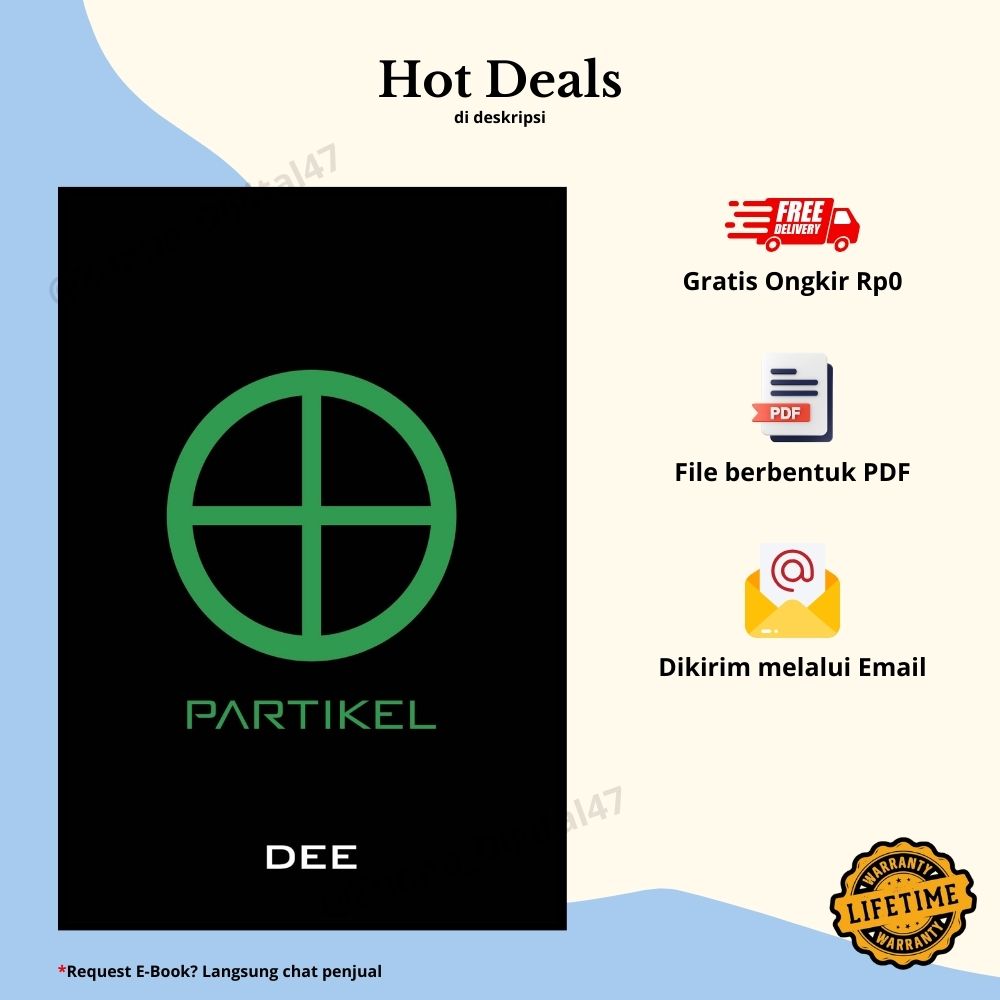 Hot Deals
di deskripsi
FREE
DELIVERY
Gratis Ongkir Rp0
PDF
File berbentuk PDF
@
Dikirim melalui Email
PARTIKEL
DEE
WARRANTY
LIFETIME
WARRANTY
*Request E-Book? Langsung chat penjual